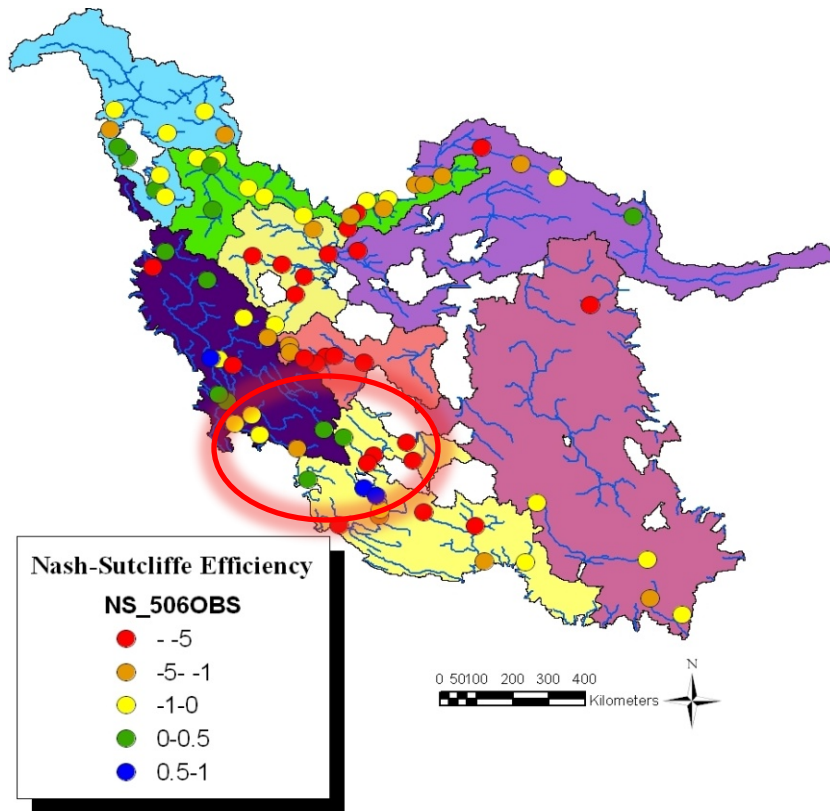 Nash-Sutcliffe Efficiency
NS_506OBS
- -5
-5- -1
-1-0
0-0.5
0.5-1
N
0 50100 200 300 400
Kilometers